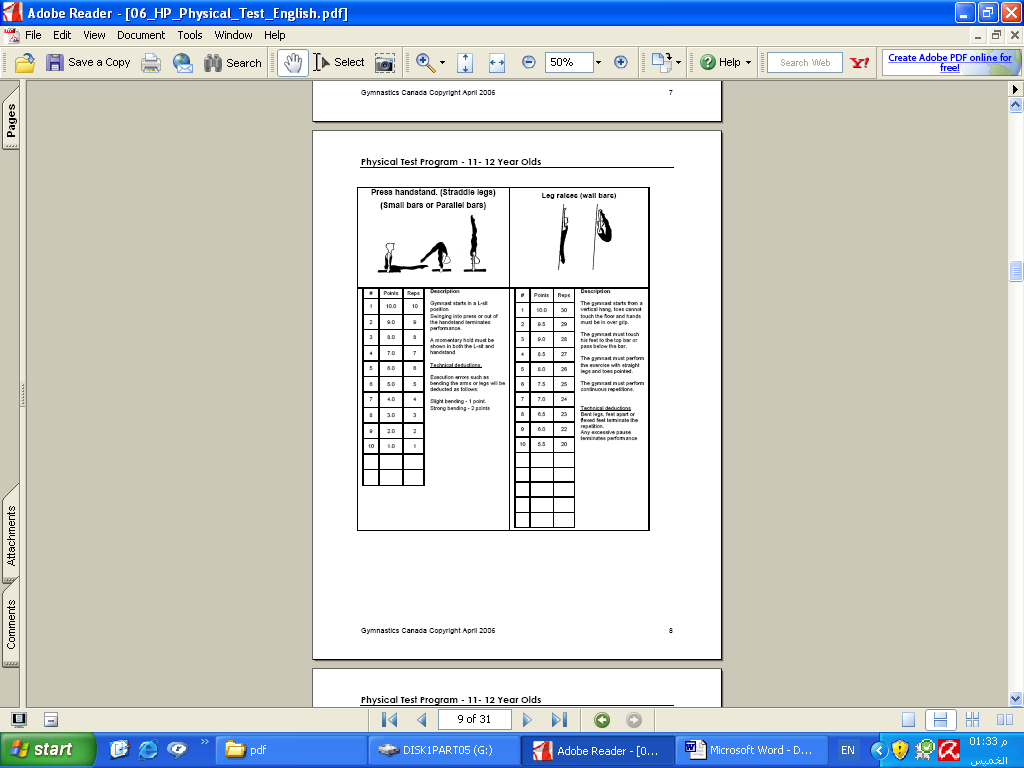 Adobe Reader - [06_HP_Physical_Test_English.pdf]
File Edit View Document Tools Window Help
Save a Copy Search Select 50% Help Search Web Y! Create Adobe PDF online for free!
Pages
Attachments
Comments
Gymnastics Canada Copyright April 2006 7
Physical Test Program - 11- 12 Year Olds
Press handstand. (Straddle legs)
(Small bars or Parallel bars)
# Points Reps
1 10.0 10
2 9.0 9
3 8.0 8
4 7.0 7
5 6.0 6
6 5.0 5
7 4.0 4
8 3.0 3
9 2.0 2
10 1.0 1
Description
Gymnast starts in a L-sit
position
Swinging into press or out of
the handstand terminates
performance.
A momentary hold must be
shown in both the L-sit and
handstand
Technical deductions.
Execution errors such as
bending the arms or legs will be
deducted as follows:
Slight bending - 1 point.
Strong bending - 2 points
Leg raises (wall bars)
# Points Reps
1 10.0 30
2 9.5 29
3 9.0 28
4 8.5 27
5 8.0 26
6 7.5 25
7 7.0 24
8 6.5 23
9 6.0 22
10 5.5 20
Description
The gymnast starts from a
vertical hang, toes cannot
touch the floor and hands
must be in over grip.
The gymnast must touch
his feet to the top bar or
pass below the bar.
The gymnast must perform
the exercise with straight
legs and toes pointed.
The gymnast must perform
continuous repetitions.
Technical deductions
Bent legs, feet apart or
flexed feet terminate the
repetition.
Any excessive pause
terminates performance
Gymnastics Canada Copyright April 2006 8
Physical Test Program - 11- 12 Year Olds
9 of 31
start pdf DISK1PART05 (G:) Adobe Reader - [0... Microsoft Word - D... EN 01:33 م
الخميس